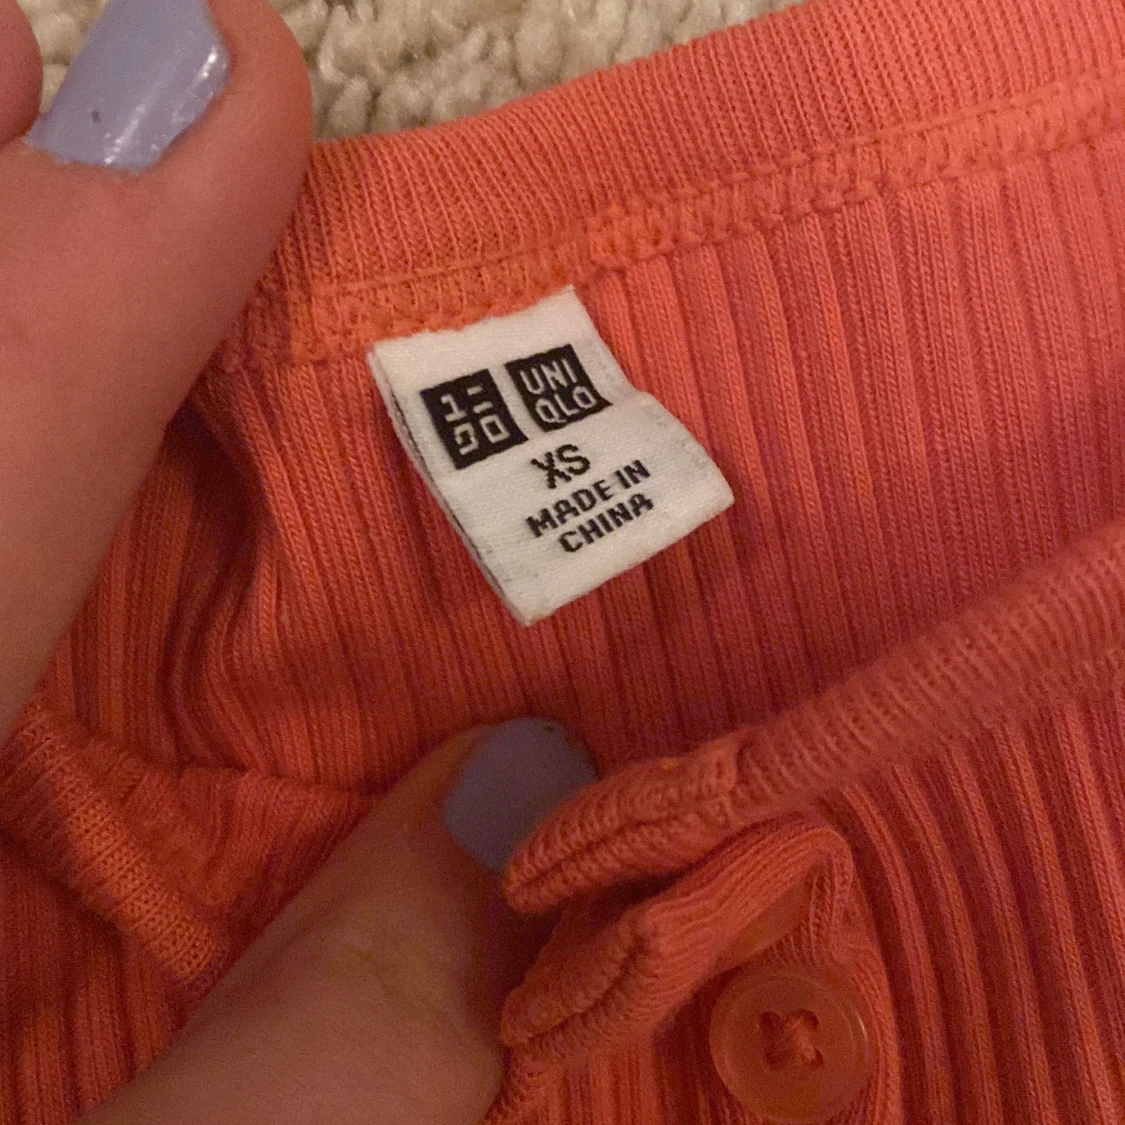 ユニ
クロ
UNI
QLO
XS
MADE IN
CHINA